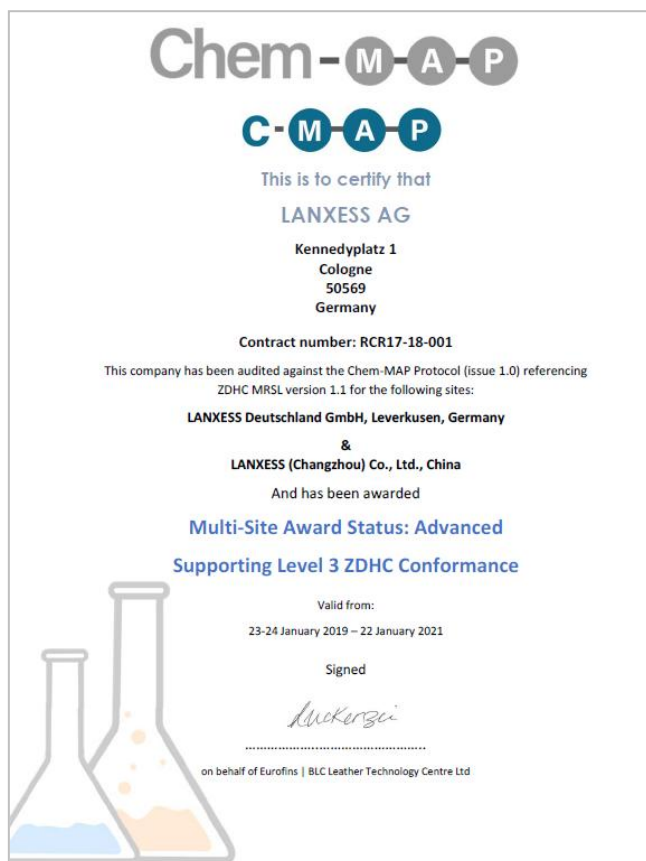 Chem-MAP
C-MAP
This is to certify that
LANXESS AG
Kennedyplatz 1
Cologne
50569
Germany
Contract number: RCR17-18-001
This company has been audited against the Chem-MAP Protocol (issue 1.0) referencing
ZDHC MRSL version 1.1 for the following sites:
LANXESS Deutschland GmbH, Leverkusen, Germany
&
LANXESS (Changzhou) Co., Ltd., China
And has been awarded
Multi-Site Award Status: Advanced
Supporting Level 3 ZDHC Conformance
Valid from:
23-24 January 2019 – 22 January 2021
Signed
on behalf of Eurofins | BLC Leather Technology Centre Ltd